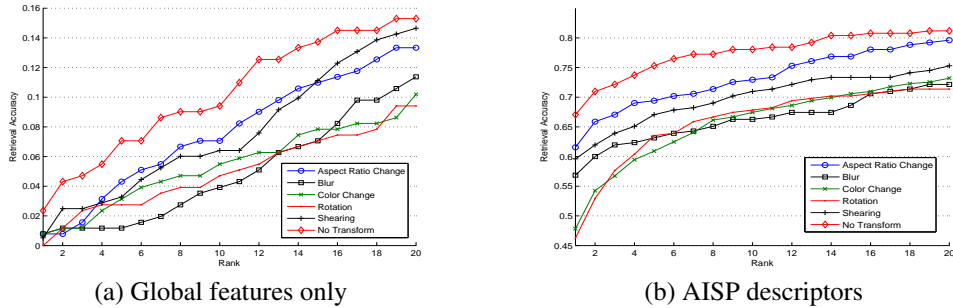 0.16
0.14
0.12
0.1
0.08
0.06
0.04
0.02
0
Retrieval Accuracy
2 4 6 8 10 12 14 16 18 20
Rank
Aspect Ratio Change
Blur
Color Change
Rotation
Shearing
No Transform
(a) Global features only
0.8
0.75
0.7
0.65
0.6
0.55
0.5
0.45
Retrieval Accuracy
2 4 6 8 10 12 14 16 18 20
Rank
Aspect Ratio Change
Blur
Color Change
Rotation
Shearing
No Transform
(b) AISP descriptors